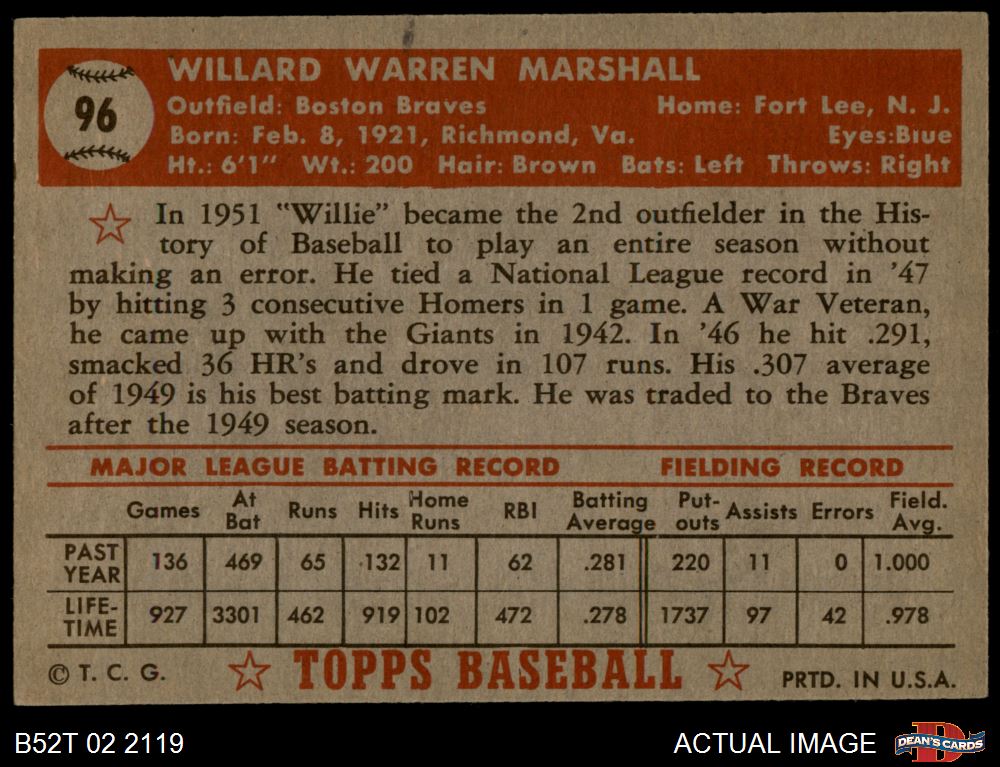 96
WILLARD WARREN MARSHALL
Outfield: Boston Braves Home: Fort Lee, N. J.
Born: Feb. 8, 1921, Richmond, Va. Eyes:Blue
Ht.: 6'1" Wt.: 200 Hair: Brown Bats: Left Throws: Right
In 1951 "Willie" became the 2nd outfielder in the His-
tory of Baseball to play an entire season without
making an error. He tied a National League record in '47
by hitting 3 consecutive Homers in 1 game. A War Veteran,
he came up with the Giants in 1942. In '46 he hit .291,
smacked 36 HR's and drove in 107 runs. His .307 average
of 1949 is his best batting mark. He was traded to the Braves
after the 1949 season.
MAJOR LEAGUE BATTING RECORD FIELDING RECORD
Games At Bat Runs Hits Home Runs RBI Batting Average Put-outs Assists Errors Field. Avg.
PAST YEAR 136 469 65 132 11 62 .281 220 11 0 1.000
LIFE-TIME 927 3301 462 919 102 472 .278 1737 97 42 .978
© T. C. G. TOPPS BASEBALL PRTD. IN U.S.A.
B52T 02 2119 ACTUAL IMAGE DEAN'S CARDS